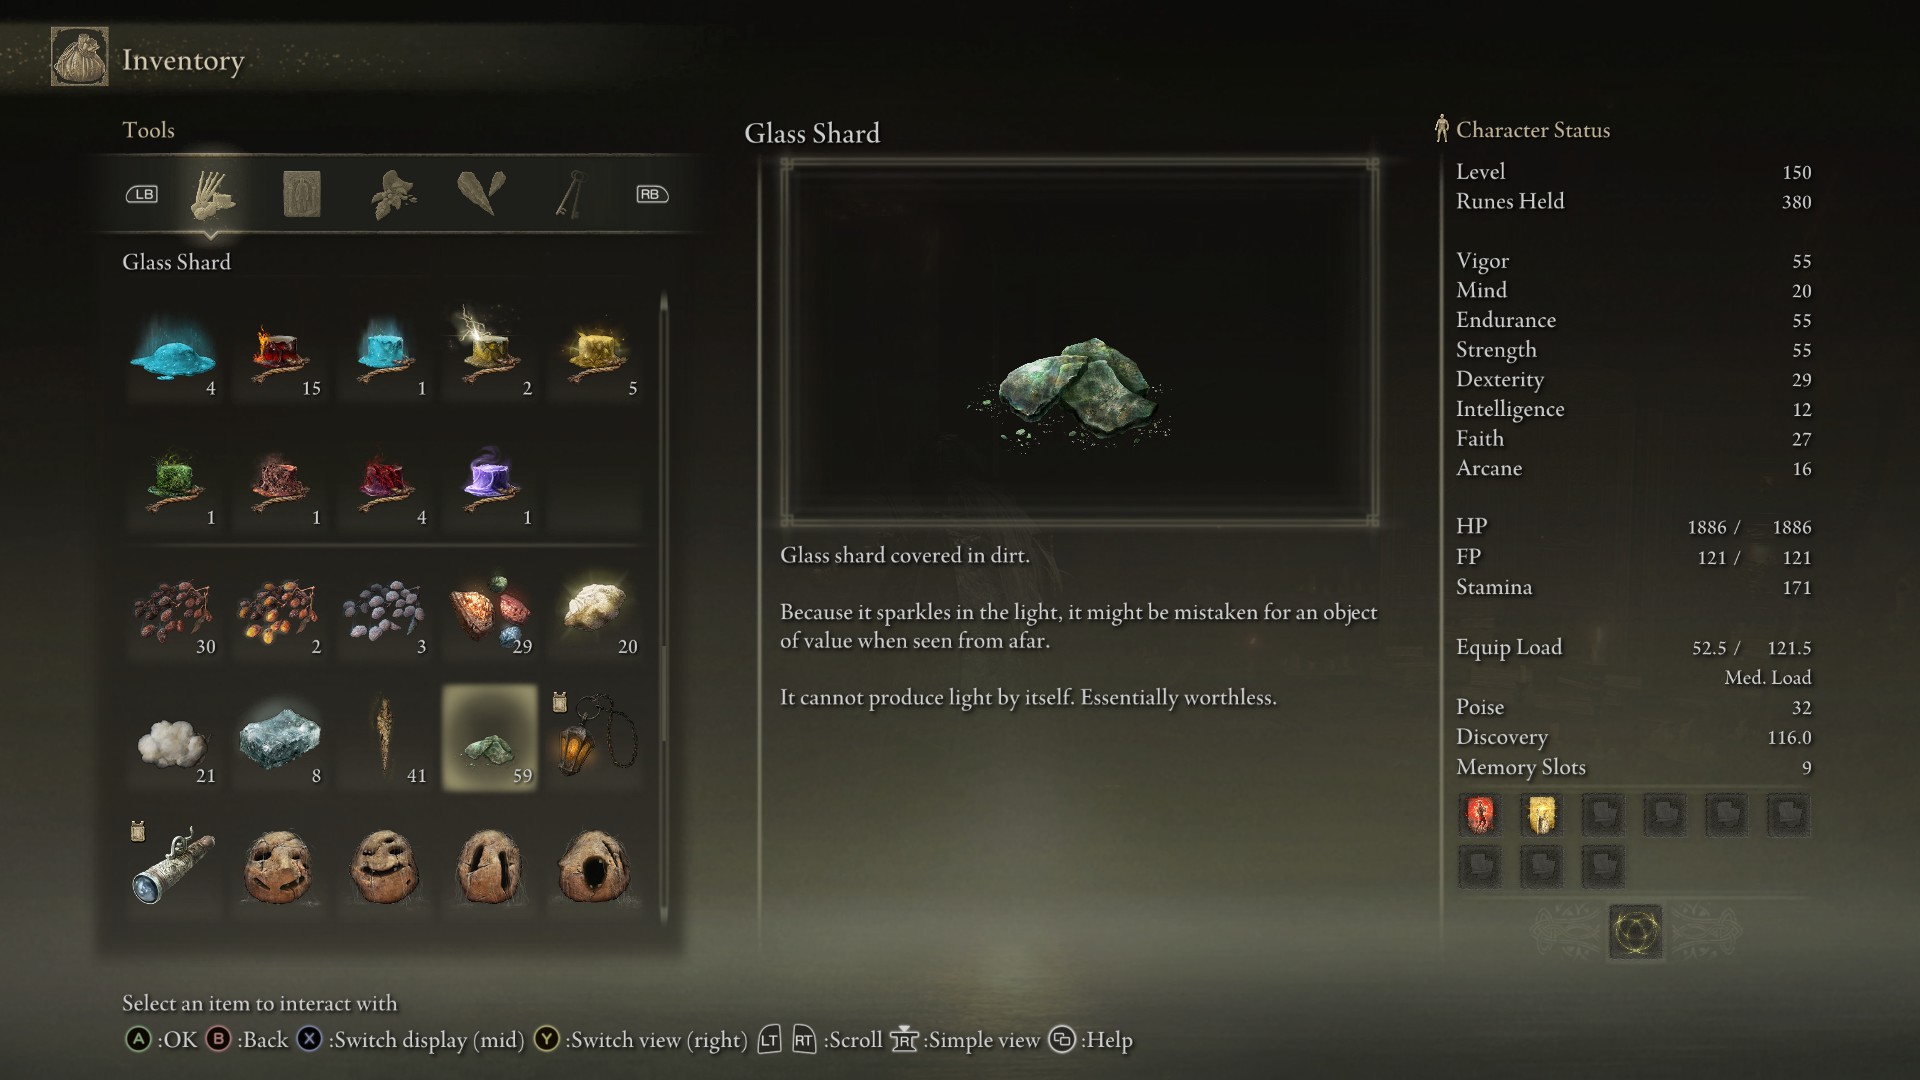 Inventory
Tools
LB
RB
Glass Shard
4
15
1
2
5
1
1
4
1
30
2
3
29
20
21
8
41
59
Glass Shard
Glass shard covered in dirt.
Because it sparkles in the light, it might be mistaken for an object
of value when seen from afar.
It cannot produce light by itself. Essentially worthless.
Character Status
Level 150
Runes Held 380
Vigor 55
Mind 20
Endurance 55
Strength 55
Dexterity 29
Intelligence 12
Faith 27
Arcane 16
HP 1886 / 1886
FP 121 / 121
Stamina 171
Equip Load 52.5 / 121.5
Med. Load
Poise 32
Discovery 116.0
Memory Slots 9
Select an item to interact with
A :OK B :Back X :Switch display (mid) Y :Switch view (right) LT RT :Scroll R :Simple view :Help